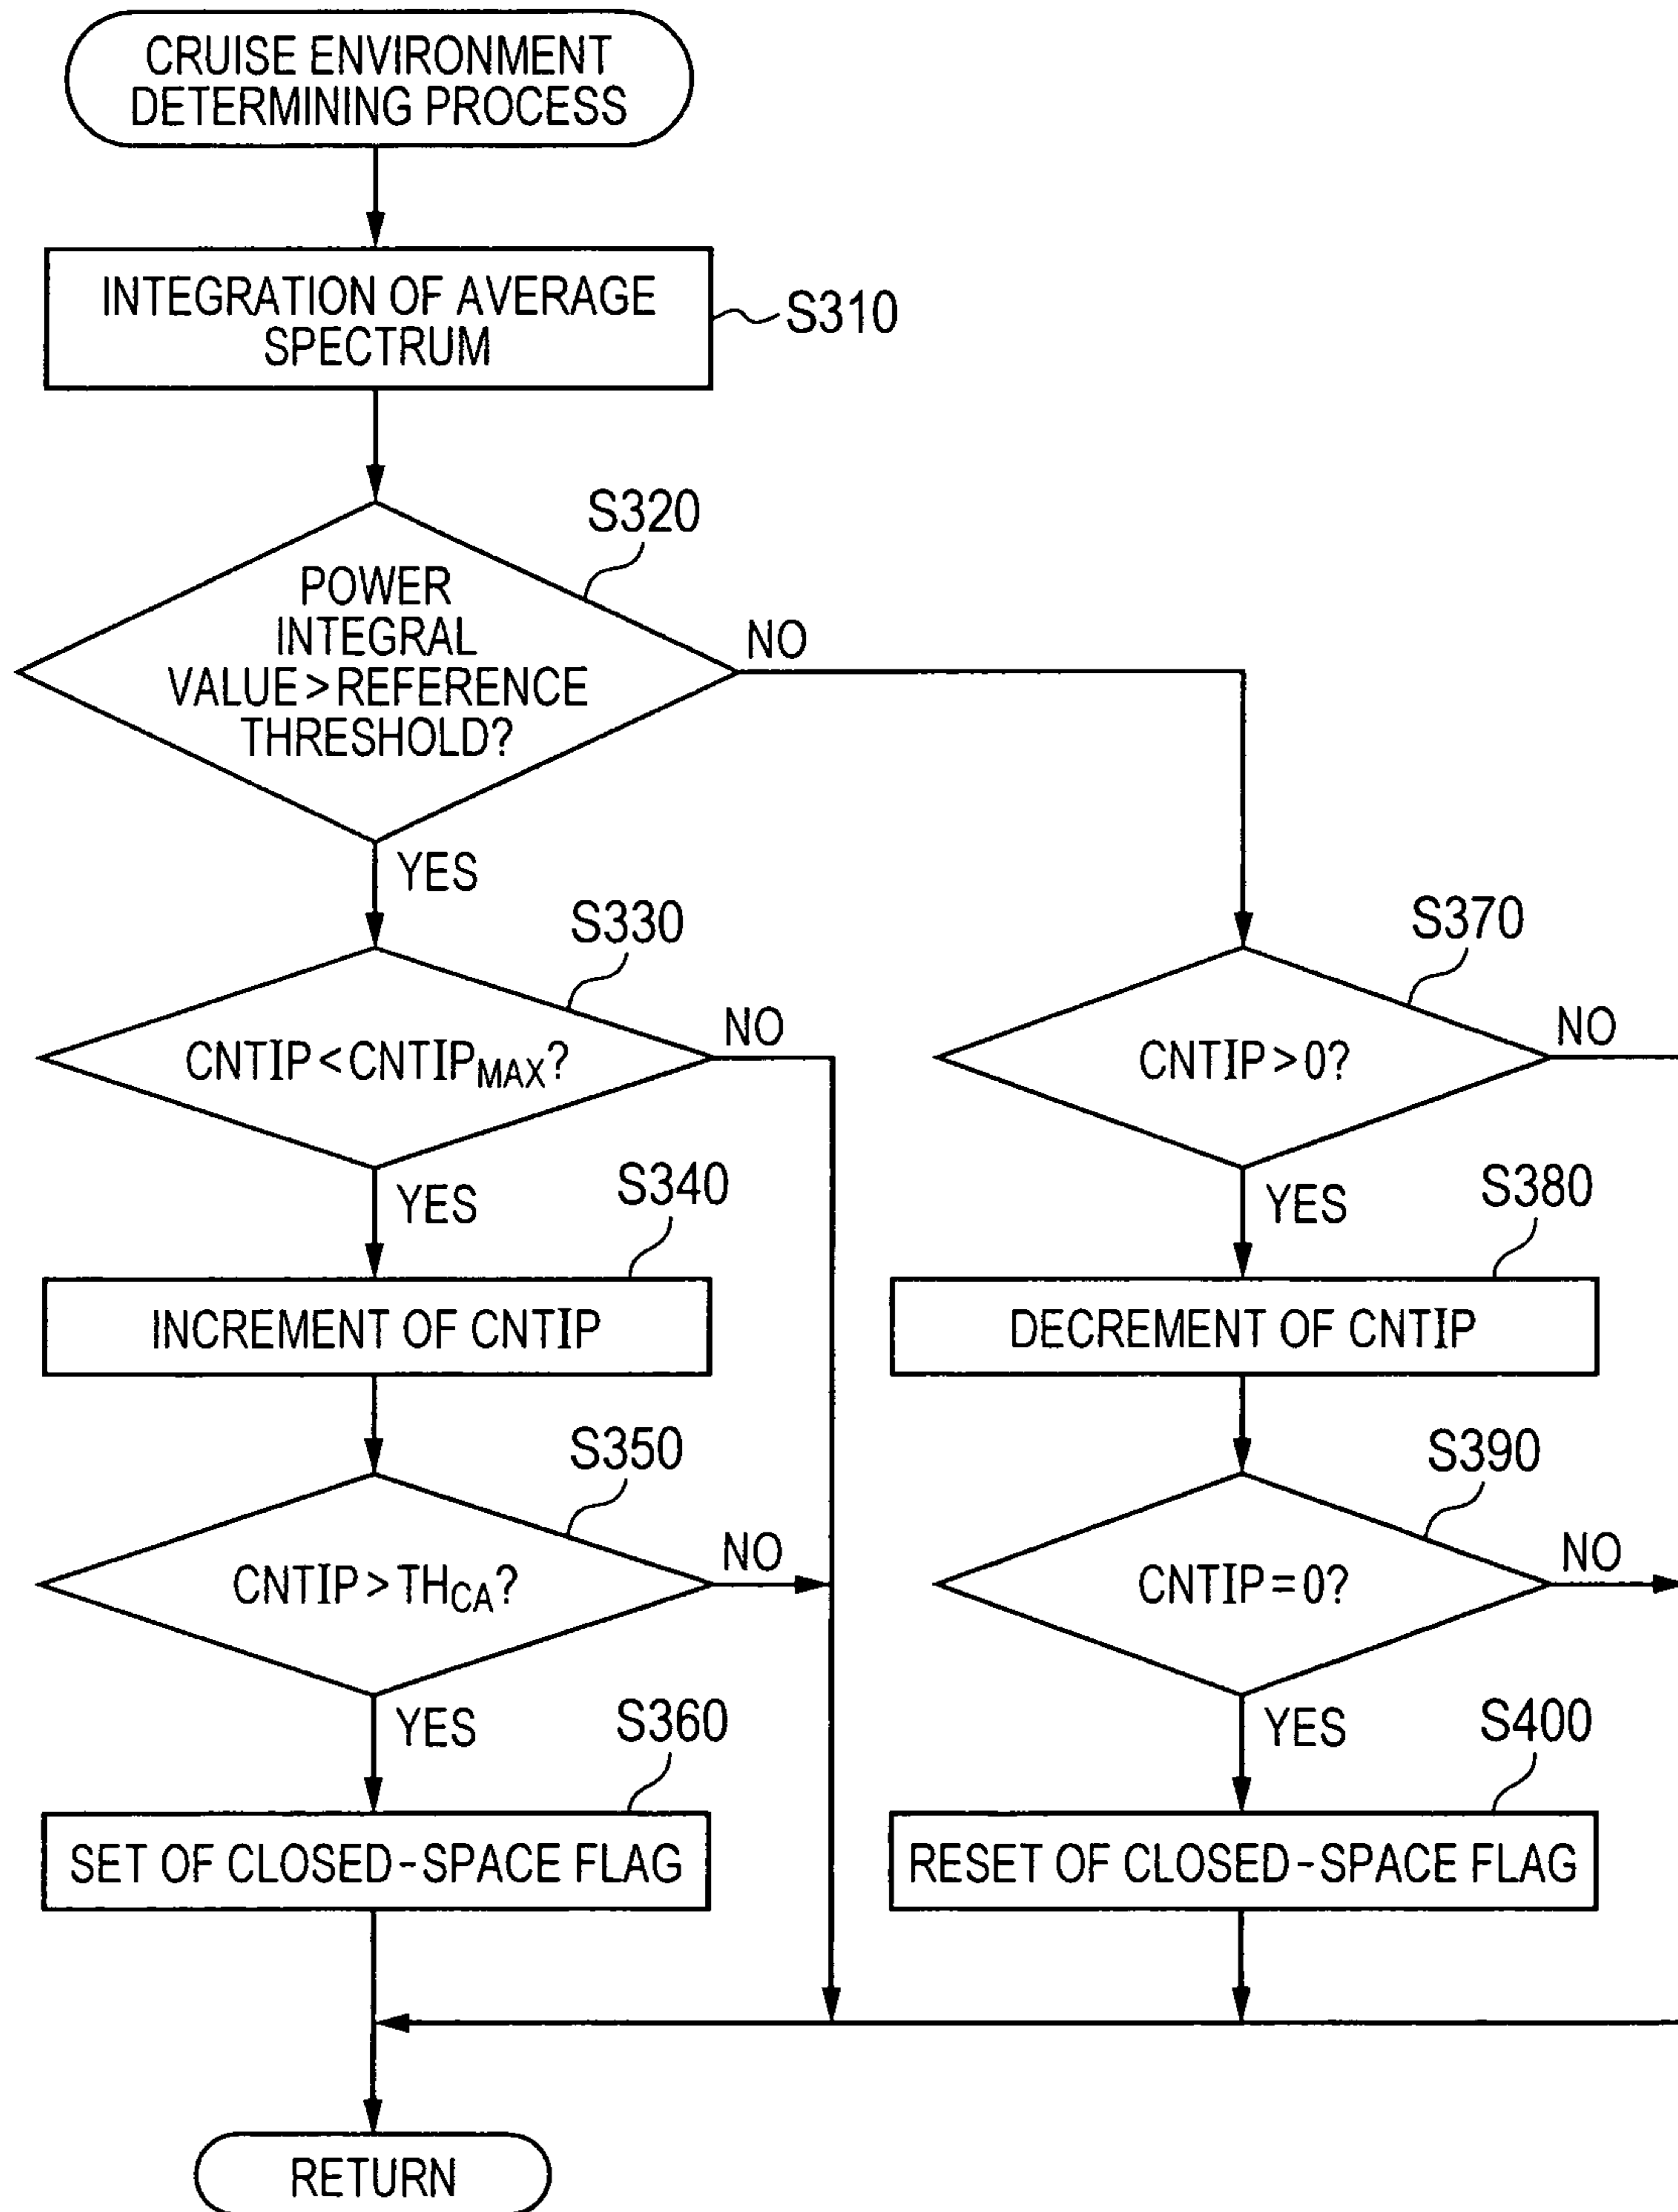 CRUISE ENVIRONMENT
DETERMINING PROCESS
INTEGRATION OF AVERAGE
SPECTRUM
S310
S320
POWER
INTEGRAL
VALUE>REFERENCE
THRESHOLD?
NO
YES
S330
CNTIP<CNTIPMAX?
NO
YES
S340
INCREMENT OF CNTIP
S350
CNTIP>THCA?
NO
YES
S360
SET OF CLOSED-SPACE FLAG
S370
CNTIP>0?
NO
YES
S380
DECREMENT OF CNTIP
S390
CNTIP=0?
NO
YES
S400
RESET OF CLOSED-SPACE FLAG
RETURN